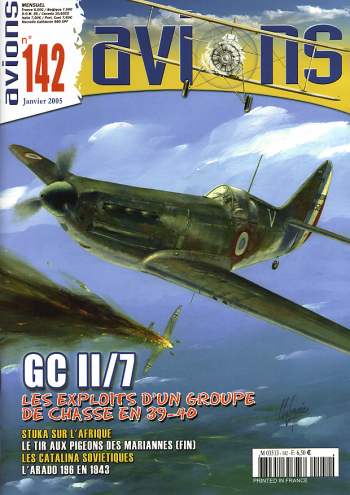 MENSUEL
avions
n° 142
Janvier 2005
avions
GC II/7
LES EXPLOITS D'UN GROUPE
DE CHASSE EN 39-40
STUKA SUR L'AFRIQUE
LE TIR AUX PIGEONS DES MARIANNES (FIN)
LES CATALINA SOVIETIQUES
L'ARADO 196 EN 1943
PRINTED IN FRANCE